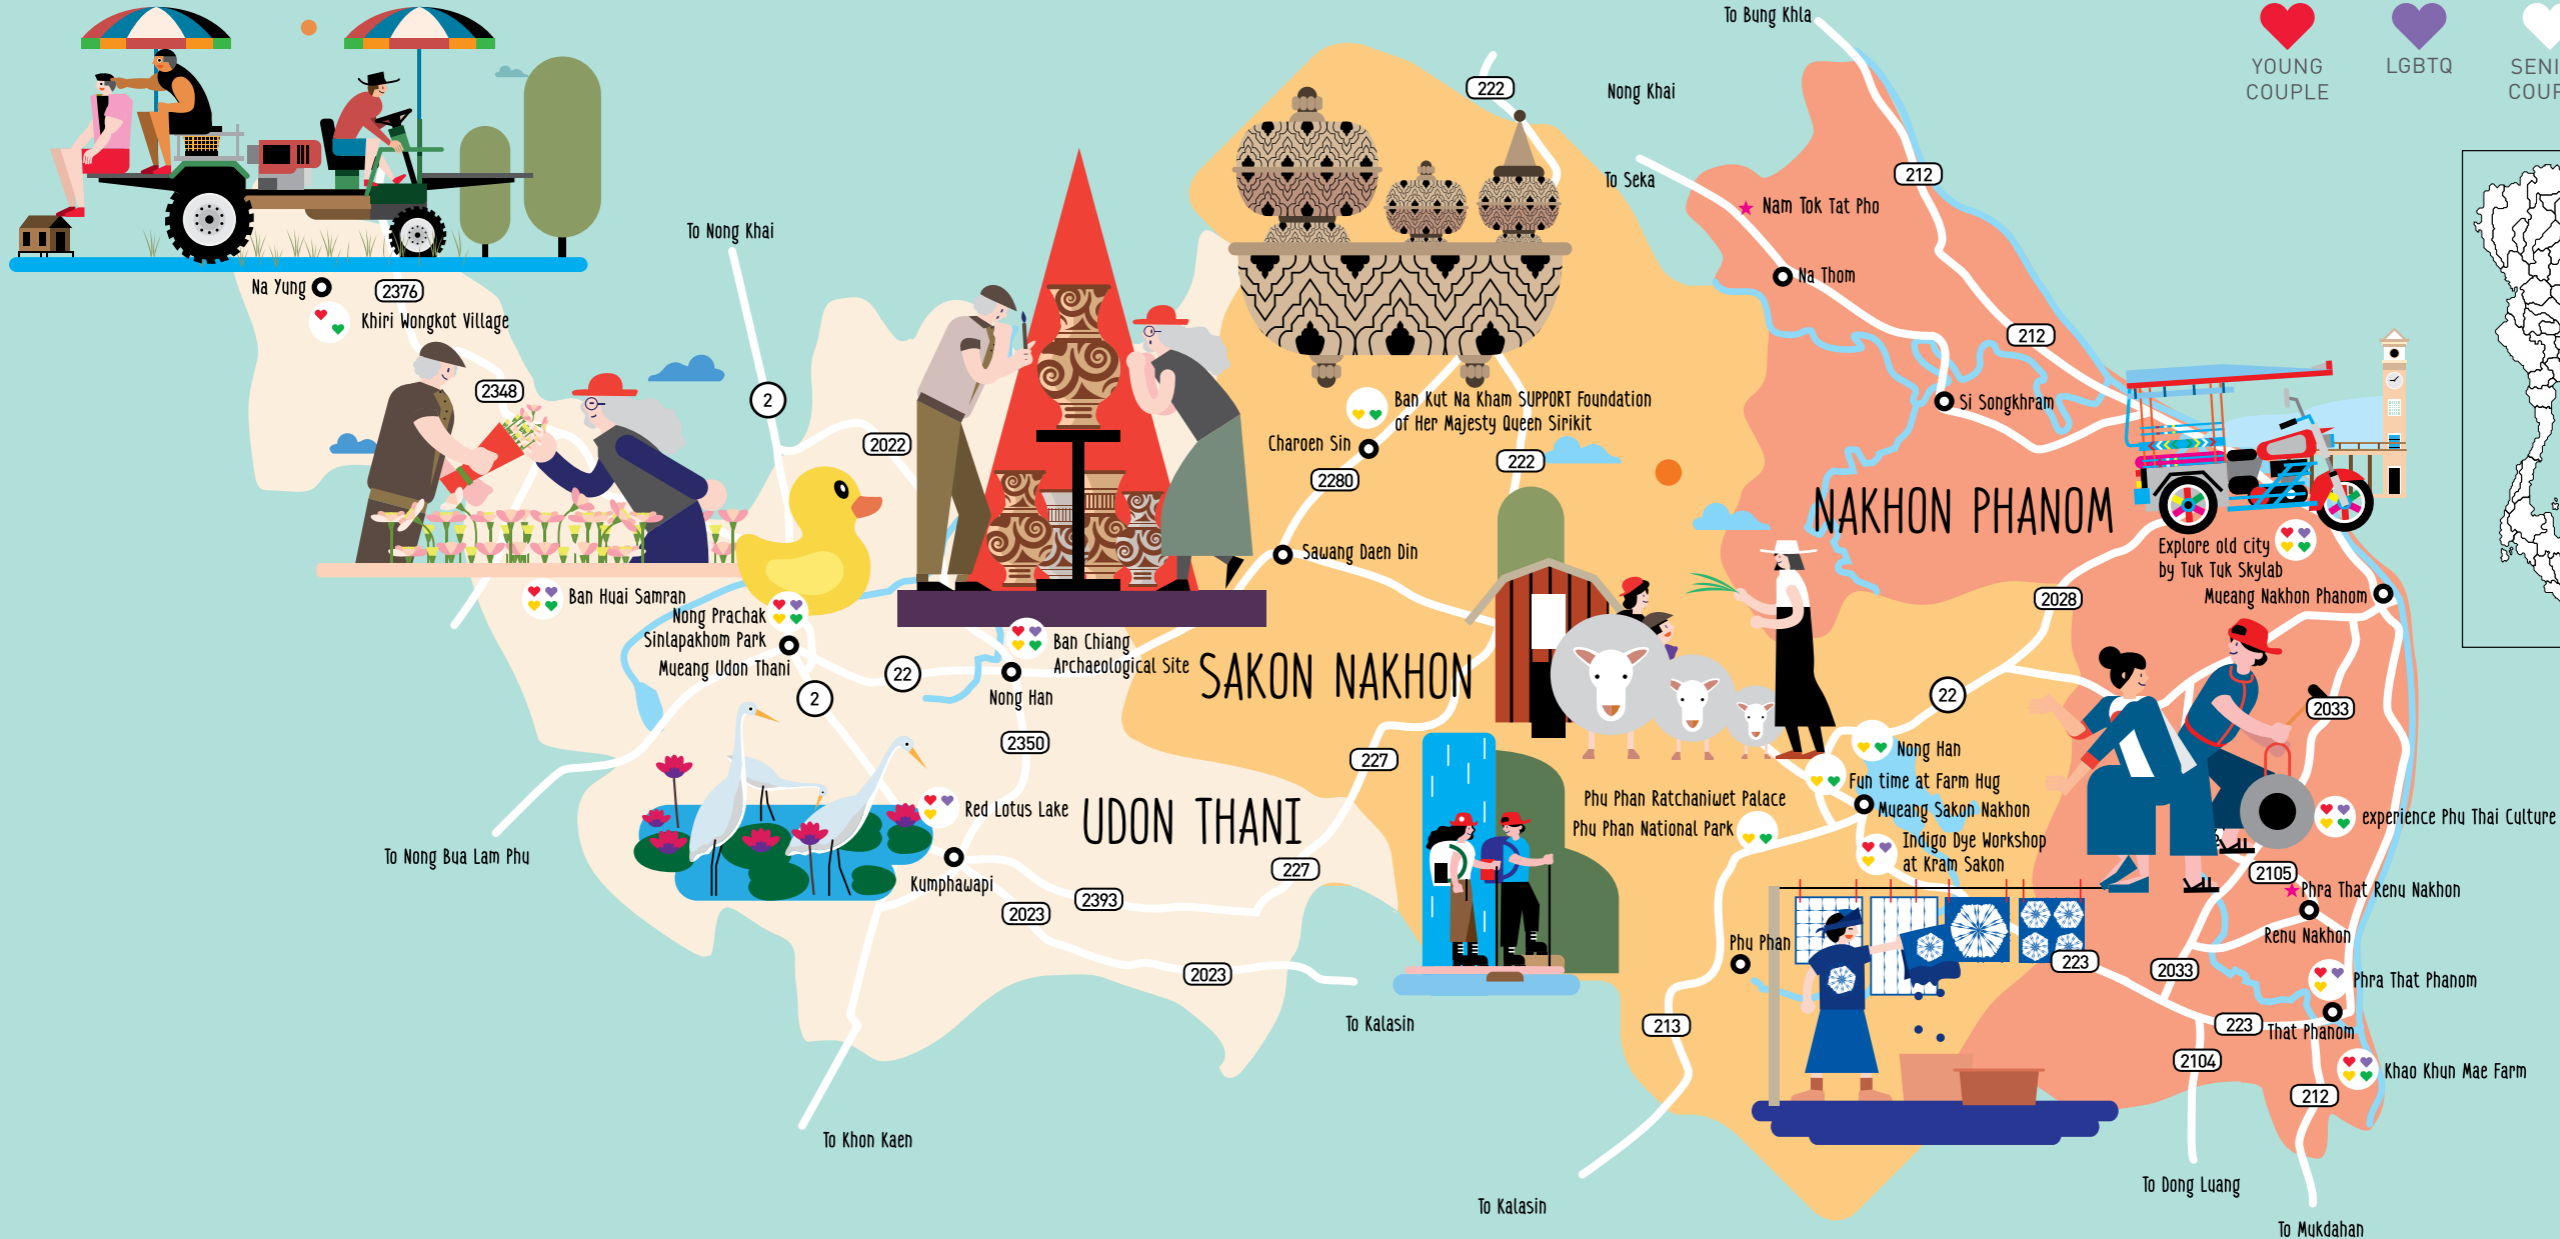 To Bung Khla
YOUNG
COUPLE
LGBTQ
222
Nong Khai
To Seka
212
Nam Tok Tat Pho
To Nong Khai
Na Thom
Na Yung
2376
Khiri Wongkot Village
212
2348
2
2022
Ban Kut Na Kham SUPPORT Foundation
of Her Majesty Queen Sirikit
Charoen Sin
2280
222
Si Songkhram
NAKHON PHANOM
Sawang Daen Din
Explore old city
by Tuk Tuk Skylab
Mueang Nakhon Phanom
2028
Ban Huai Samran
Nong Prachak
Sinlapakhom Park
Mueang Udon Thani
2
22
Ban Chiang
Archaeological Site
Nong Han
2350
SAKON NAKHON
22
2033
227
Nong Han
Fun time at Farm Hug
Mueang Sakon Nakhon
Phu Phan Ratchaniwet Palace
Phu Phan National Park
Indigo Dye Workshop
at Kram Sakon
experience Phu Thai Culture
Red Lotus Lake
UDON THANI
To Nong Bua Lam Phu
Kumphawapi
227
2393
2023
2105
Phra That Renu Nakhon
Renu Nakhon
Phu Phan
223
2033
2023
Phra That Phanom
223
That Phanom
To Kalasin
213
2104
Khao Khun Mae Farm
212
To Khon Kaen
To Kalasin
To Dong Luang
To Mukdahan